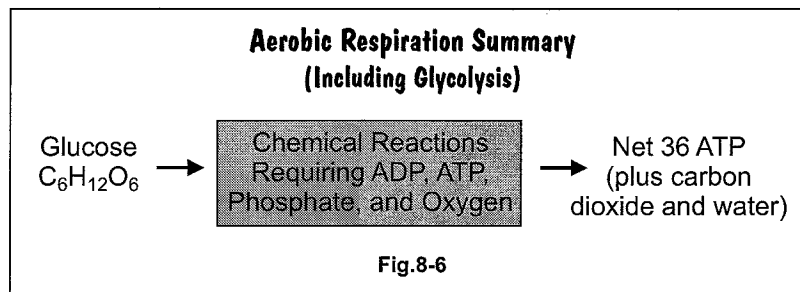 Aerobic Respiration Summary
(Including Glycolysis)
Glucose
C₆H₁₂O₆
Chemical Reactions
Requiring ADP, ATP,
Phosphate, and Oxygen
Net 36 ATP
(plus carbon
dioxide and water)
Fig.8-6